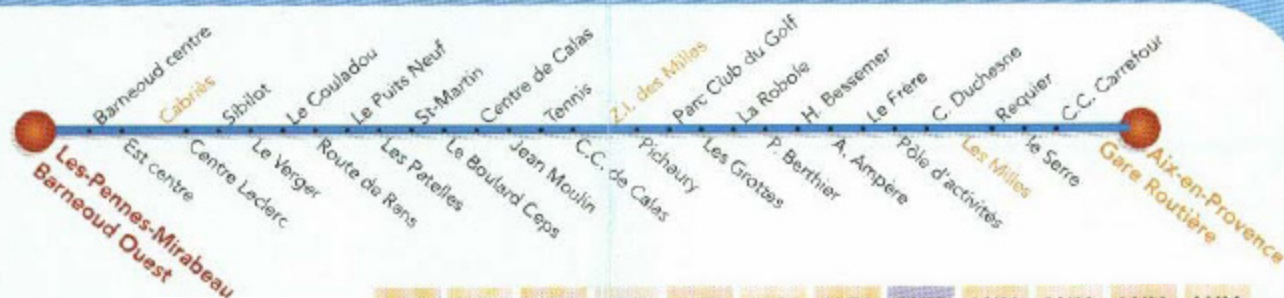 Les-Pennes-Mirabeau
Barneoud Ouest
Barneoud centre
Est centre
Cabriès
Centre Leclerc
Sibilot
Le Verger
Le Couladou
Route de Rans
Le Puits Neuf
Les Patelles
St-Martin
Le Boulard Ceps
Centre de Calas
Jean Moulin
Tennis
C.C. de Calas
Z.I. des Milles
Pichaury
Parc Club du Golf
Les Grottes
La Robole
P. Berthier
H. Bessemer
A. Ampère
Le Frère
Pôle d'activités
C. Duchesne
Les Milles
Requier
le Serre
C.C. Carrefour
Aix-en-Provence
Gare Routière